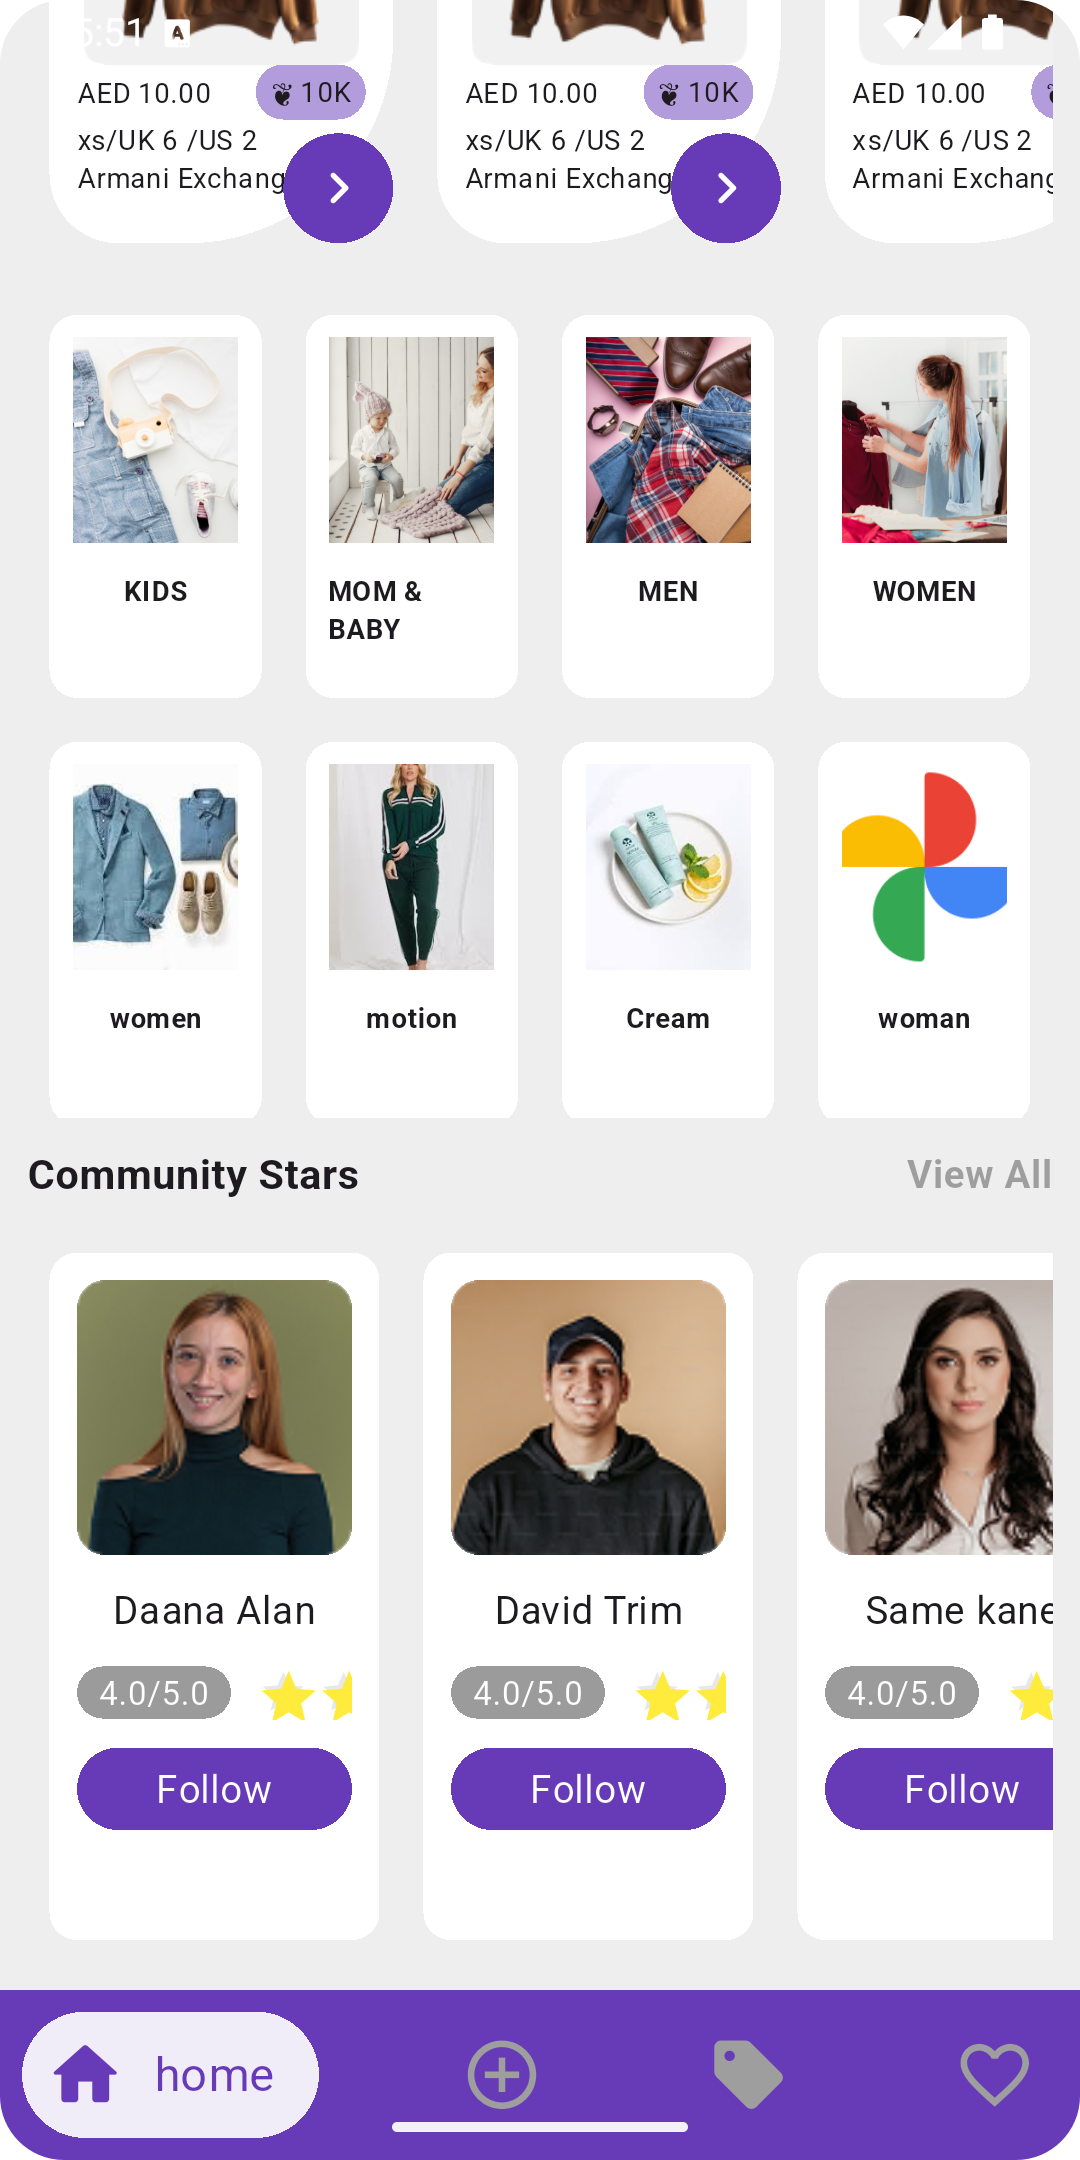 5:51 A
AED 10.00 ❦ 10K AED 10.00 ❦ 10K AED 10.00
xs/UK 6 /US 2 xs/UK 6 /US 2 xs/UK 6 /US 2
Armani Exchang Armani Exchang Armani Exchang
KIDS MOM & MEN WOMEN
BABY
women motion Cream woman
Community Stars View All
Daana Alan David Trim Same kane
4.0/5.0 4.0/5.0 4.0/5.0
Follow Follow Follow
home